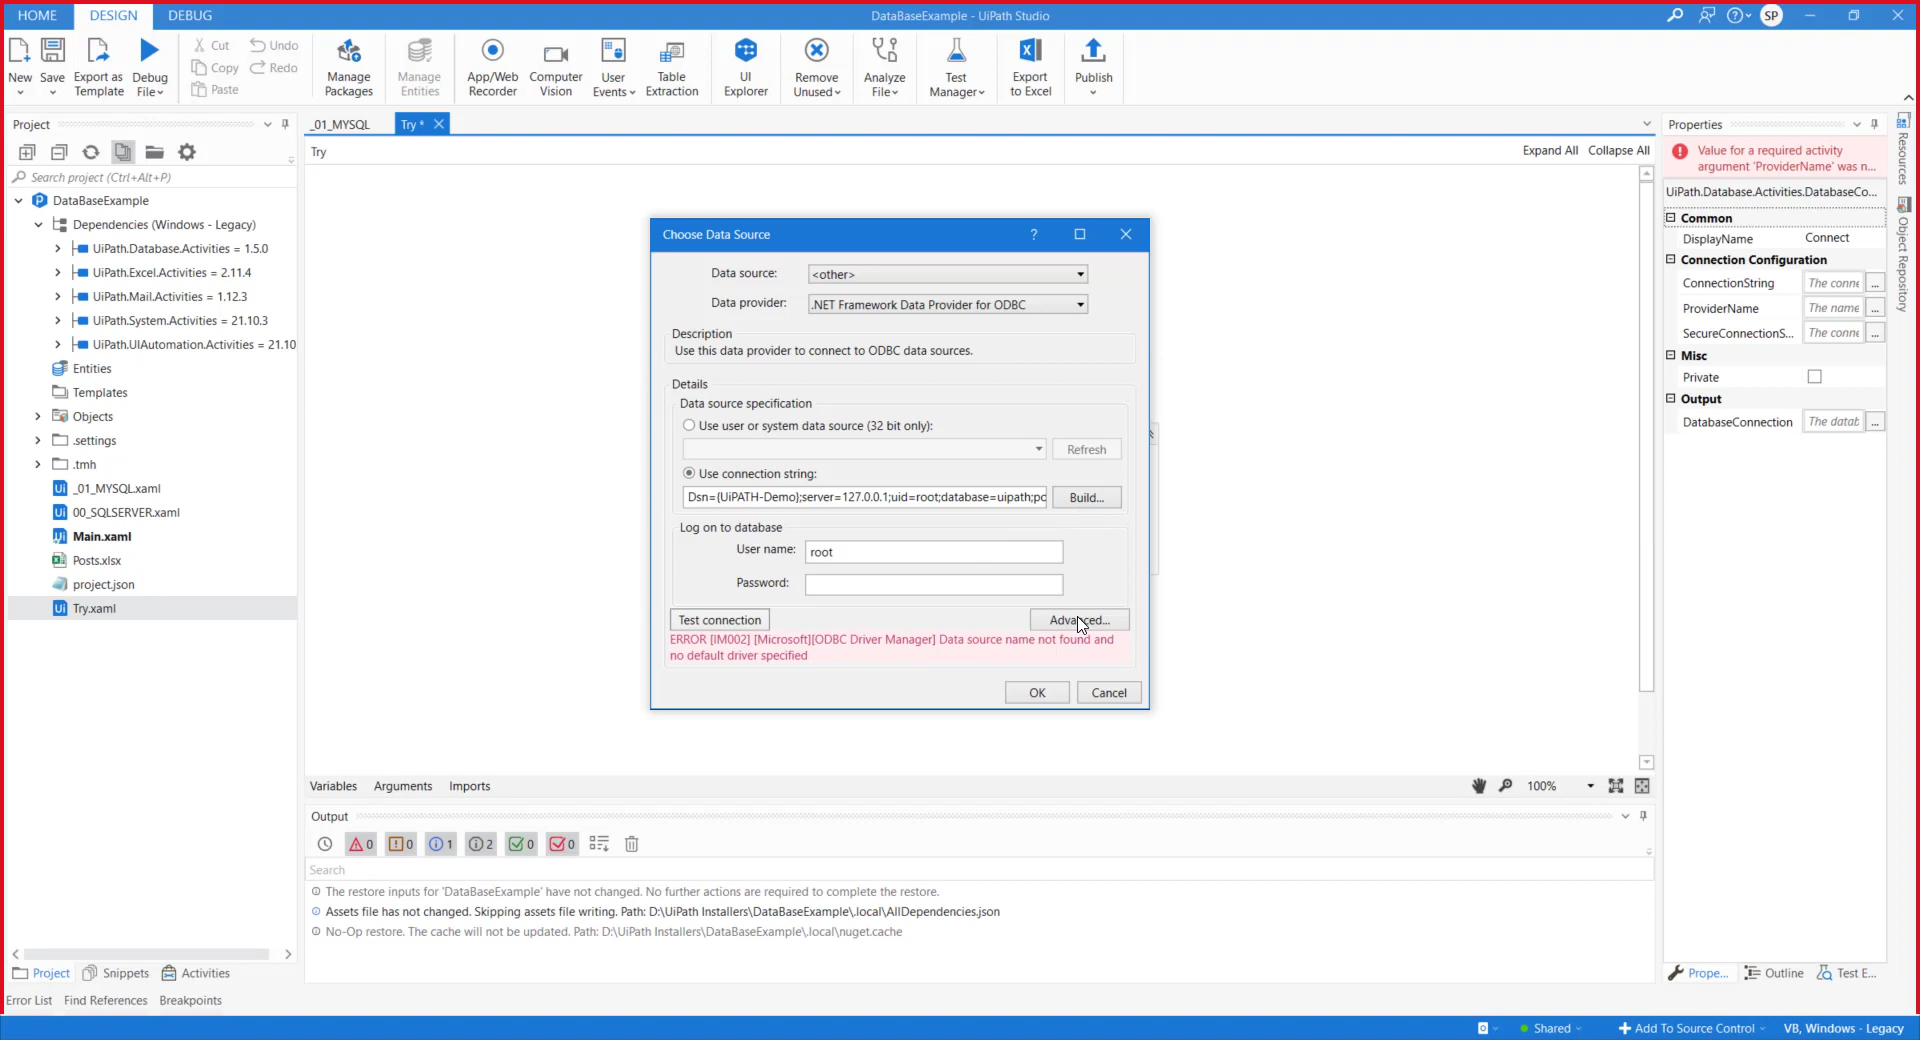 HOME DESIGN DEBUG DataBaseExample - UiPath Studio SP
New Save Export as Template Debug File
Cut Copy Paste Undo Redo
Manage Packages
Manage Entities
App/Web Recorder
Computer Vision
User Events
Table Extraction
UI Explorer
Remove Unused
Analyze File
Test Manager
Export to Excel
Publish
Project
Search project (Ctrl+Alt+P)
DataBaseExample
Dependencies (Windows - Legacy)
UiPath.Database.Activities = 1.5.0
UiPath.Excel.Activities = 2.11.4
UiPath.Mail.Activities = 1.12.3
UiPath.System.Activities = 21.10.3
UiPath.UIAutomation.Activities = 21.10
Entities
Templates
Objects
.settings
.tmh
_01_MYSQL.xaml
00_SQLSERVER.xaml
Main.xaml
Posts.xlsx
project.json
Try.xaml
Project Snippets Activities
_01_MYSQL Try *
Try Expand All Collapse All
Choose Data Source ?
Data source: <other>
Data provider: .NET Framework Data Provider for ODBC
Description
Use this data provider to connect to ODBC data sources.
Details
Data source specification
Use user or system data source (32 bit only):
Refresh
Use connection string:
Dsn={UiPATH-Demo};server=127.0.0.1;uid=root;database=uipath;po Build...
Log on to database
User name: root
Password:
Test connection Advanced...
ERROR [IM002] [Microsoft][ODBC Driver Manager] Data source name not found and
no default driver specified
OK Cancel
Variables Arguments Imports 100%
Output
0 0 1 2 0 0
Search
The restore inputs for 'DataBaseExample' have not changed. No further actions are required to complete the restore.
Assets file has not changed. Skipping assets file writing. Path: D:\UiPath Installers\DataBaseExample\.local\AllDependencies.json
No-Op restore. The cache will not be updated. Path: D:\UiPath Installers\DataBaseExample\.local\nuget.cache
Properties
Value for a required activity
argument 'ProviderName' was n...
UiPath.Database.Activities.DatabaseCo...
Common
DisplayName Connect
Connection Configuration
ConnectionString The conne ...
ProviderName The name ...
SecureConnectionS... The conne ...
Misc
Private
Output
DatabaseConnection The datab ...
Prope... Outline Test E...
Resources
Object Repository
Error List Find References Breakpoints
Shared Add To Source Control VB, Windows - Legacy